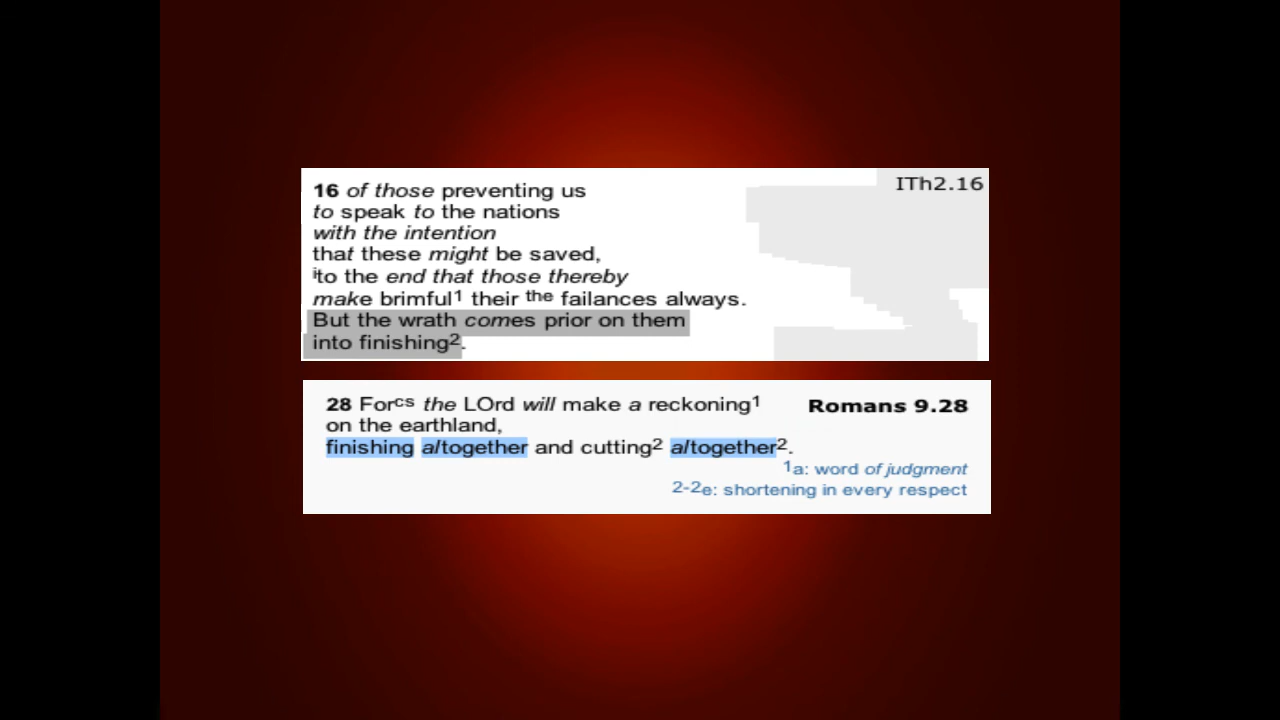 ITh2.16
16 of those preventing us
to speak to the nations
with the intention
that these might be saved,
ⁱto the end that those thereby
make brimful¹ their ᵗʰᵉ failances always.
But the wrath comes prior on them
into finishing².
28 Forᶜˢ the LOrd will make a reckoning¹
Romans 9.28
on the earthland,
finishing altogether and cutting² altogether².
¹a: word of judgment
²⁻²e: shortening in every respect